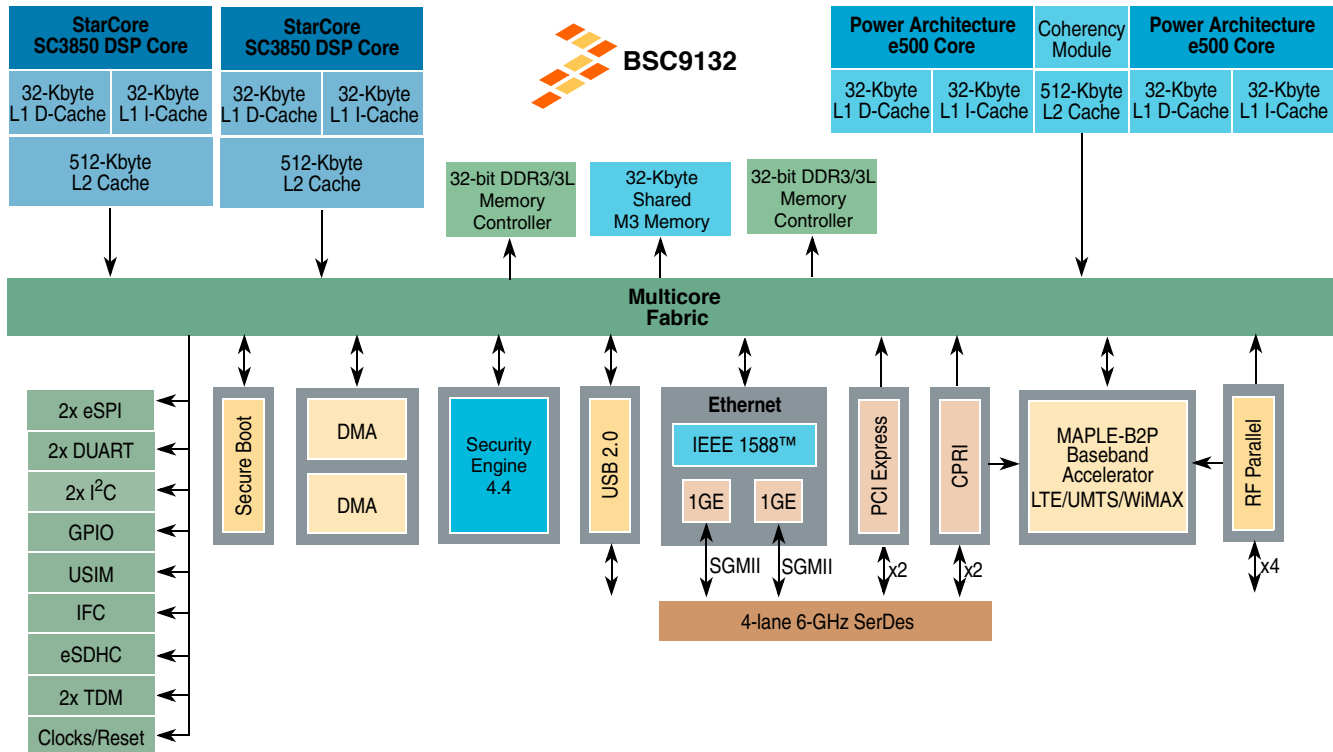 StarCore
SC3850 DSP Core
32-Kbyte
L1 D-Cache
32-Kbyte
L1 I-Cache
512-Kbyte
L2 Cache
StarCore
SC3850 DSP Core
32-Kbyte
L1 D-Cache
32-Kbyte
L1 I-Cache
512-Kbyte
L2 Cache
BSC9132
Power Architecture
e500 Core
Coherency
Module
Power Architecture
e500 Core
32-Kbyte
L1 D-Cache
32-Kbyte
L1 I-Cache
512-Kbyte
L2 Cache
32-Kbyte
L1 D-Cache
32-Kbyte
L1 I-Cache
32-bit DDR3/3L
Memory
Controller
32-Kbyte
Shared
M3 Memory
32-bit DDR3/3L
Memory
Controller
Multicore
Fabric
2x eSPI
2x DUART
2x I²C
GPIO
USIM
IFC
eSDHC
2x TDM
Clocks/Reset
Secure Boot
DMA
DMA
Security
Engine
4.4
USB 2.0
Ethernet
IEEE 1588™
1GE
1GE
SGMII
SGMII
PCI Express
x2
CPRI
x2
MAPLE-B2P
Baseband
Accelerator
LTE/UMTS/WiMAX
RF Parallel
x4
4-lane 6-GHz SerDes